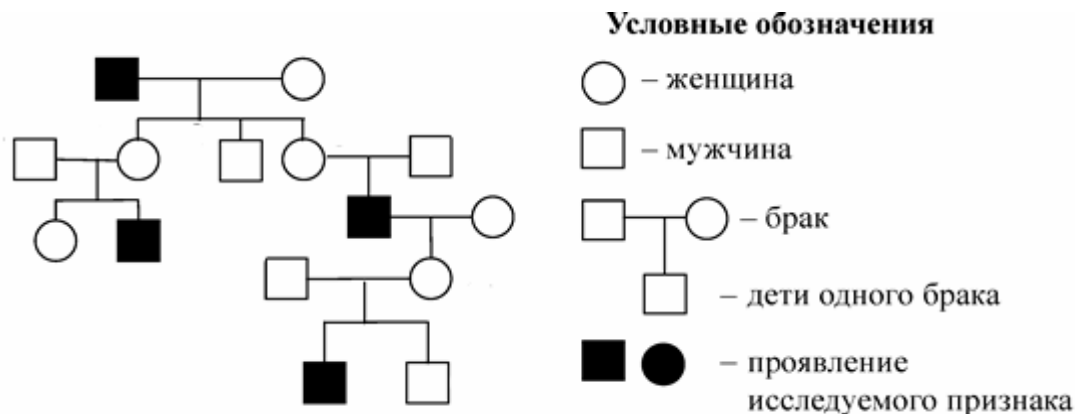 Условные обозначения
– женщина
– мужчина
– брак
– дети одного брака
– проявление
исследуемого признака